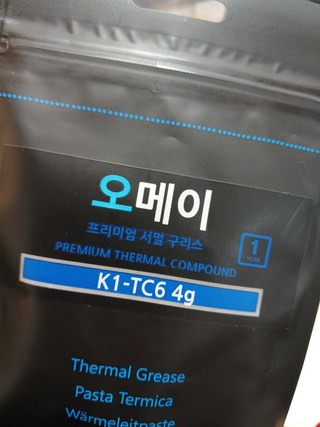 오메이
프리미엄 서멀 구리스
PREMIUM THERMAL COMPOUND
1
YEAR
K1-TC6 4g
Thermal Grease
Pasta Termica
Wärmeleitpaste